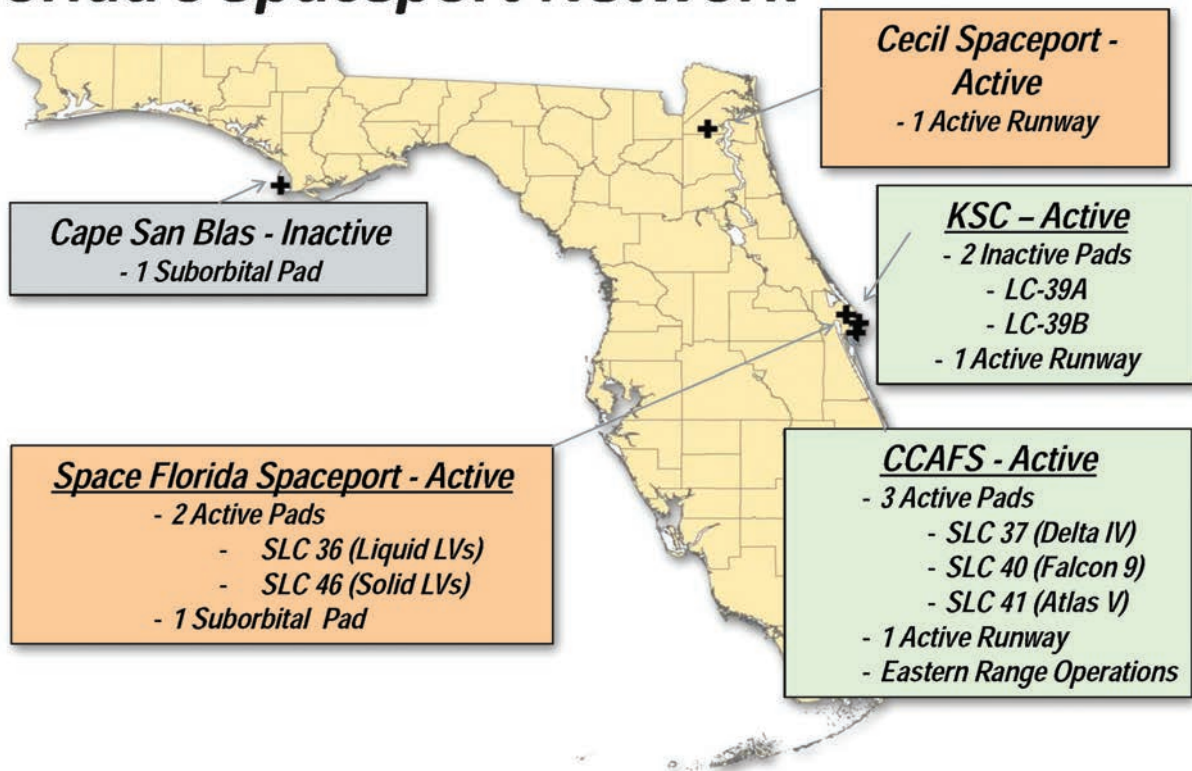 Spaceport Network
Cecil Spaceport -
Active
- 1 Active Runway
Cape San Blas - Inactive
- 1 Suborbital Pad
KSC – Active
- 2 Inactive Pads
- LC-39A
- LC-39B
- 1 Active Runway
Space Florida Spaceport - Active
- 2 Active Pads
- SLC 36 (Liquid LVs)
- SLC 46 (Solid LVs)
- 1 Suborbital Pad
CCAFS - Active
- 3 Active Pads
- SLC 37 (Delta IV)
- SLC 40 (Falcon 9)
- SLC 41 (Atlas V)
- 1 Active Runway
- Eastern Range Operations